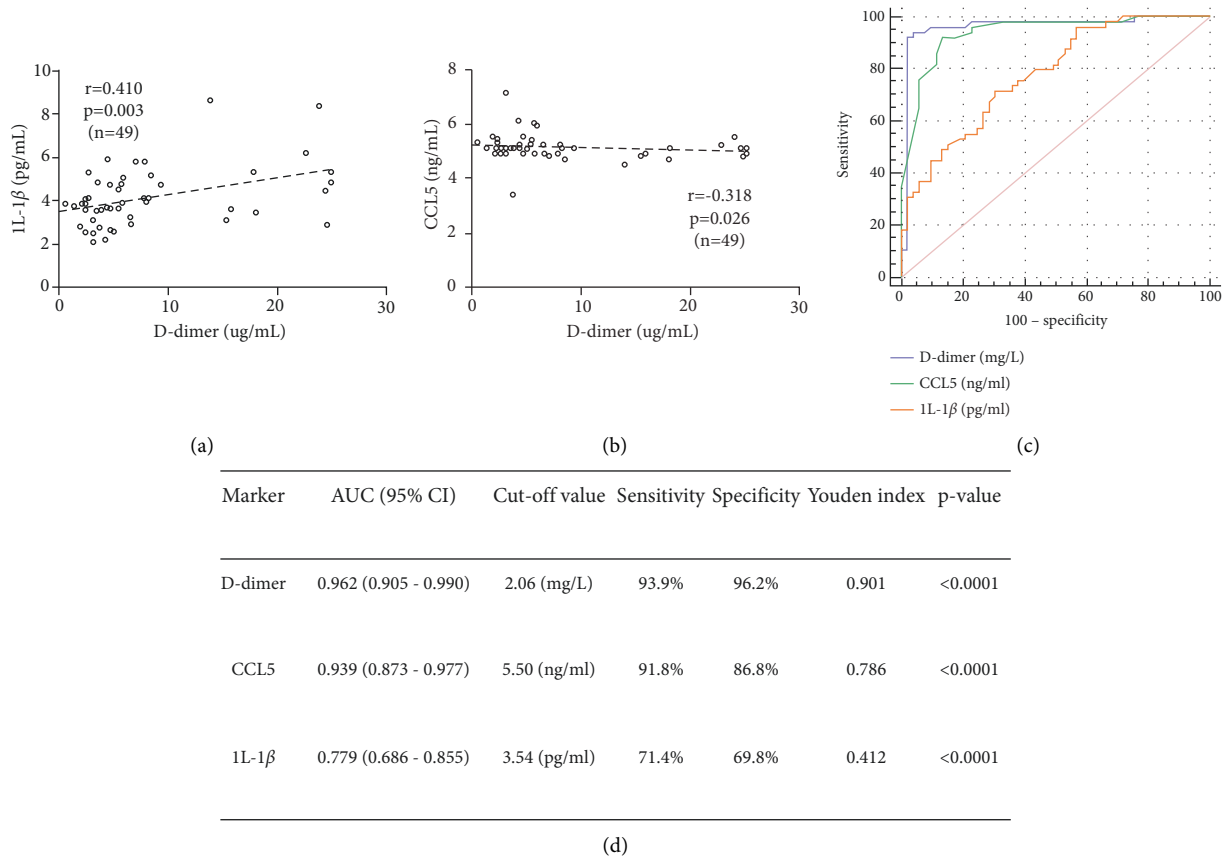 (a)
(b)
10
8
6
4
2
0
1L-1β (pg/mL)
r=0.410
p=0.003
(n=49)
0
10
20
30
D-dimer (ug/mL)
8
6
4
2
0
CCL5 (ng/mL)
r=-0.318
p=0.026
(n=49)
0
10
20
30
D-dimer (ug/mL)
100
80
60
40
20
0
Sensitivity
0
20
40
60
80
100
100 – specificity
D-dimer (mg/L)
CCL5 (ng/ml)
1L-1β (pg/ml)
(a)
(b)
(c)
Marker AUC (95% CI) Cut-off value Sensitivity Specificity Youden index p-value
D-dimer 0.962 (0.905 - 0.990) 2.06 (mg/L) 93.9% 96.2% 0.901 <0.0001
CCL5 0.939 (0.873 - 0.977) 5.50 (ng/ml) 91.8% 86.8% 0.786 <0.0001
1L-1β 0.779 (0.686 - 0.855) 3.54 (pg/ml) 71.4% 69.8% 0.412 <0.0001
(d)